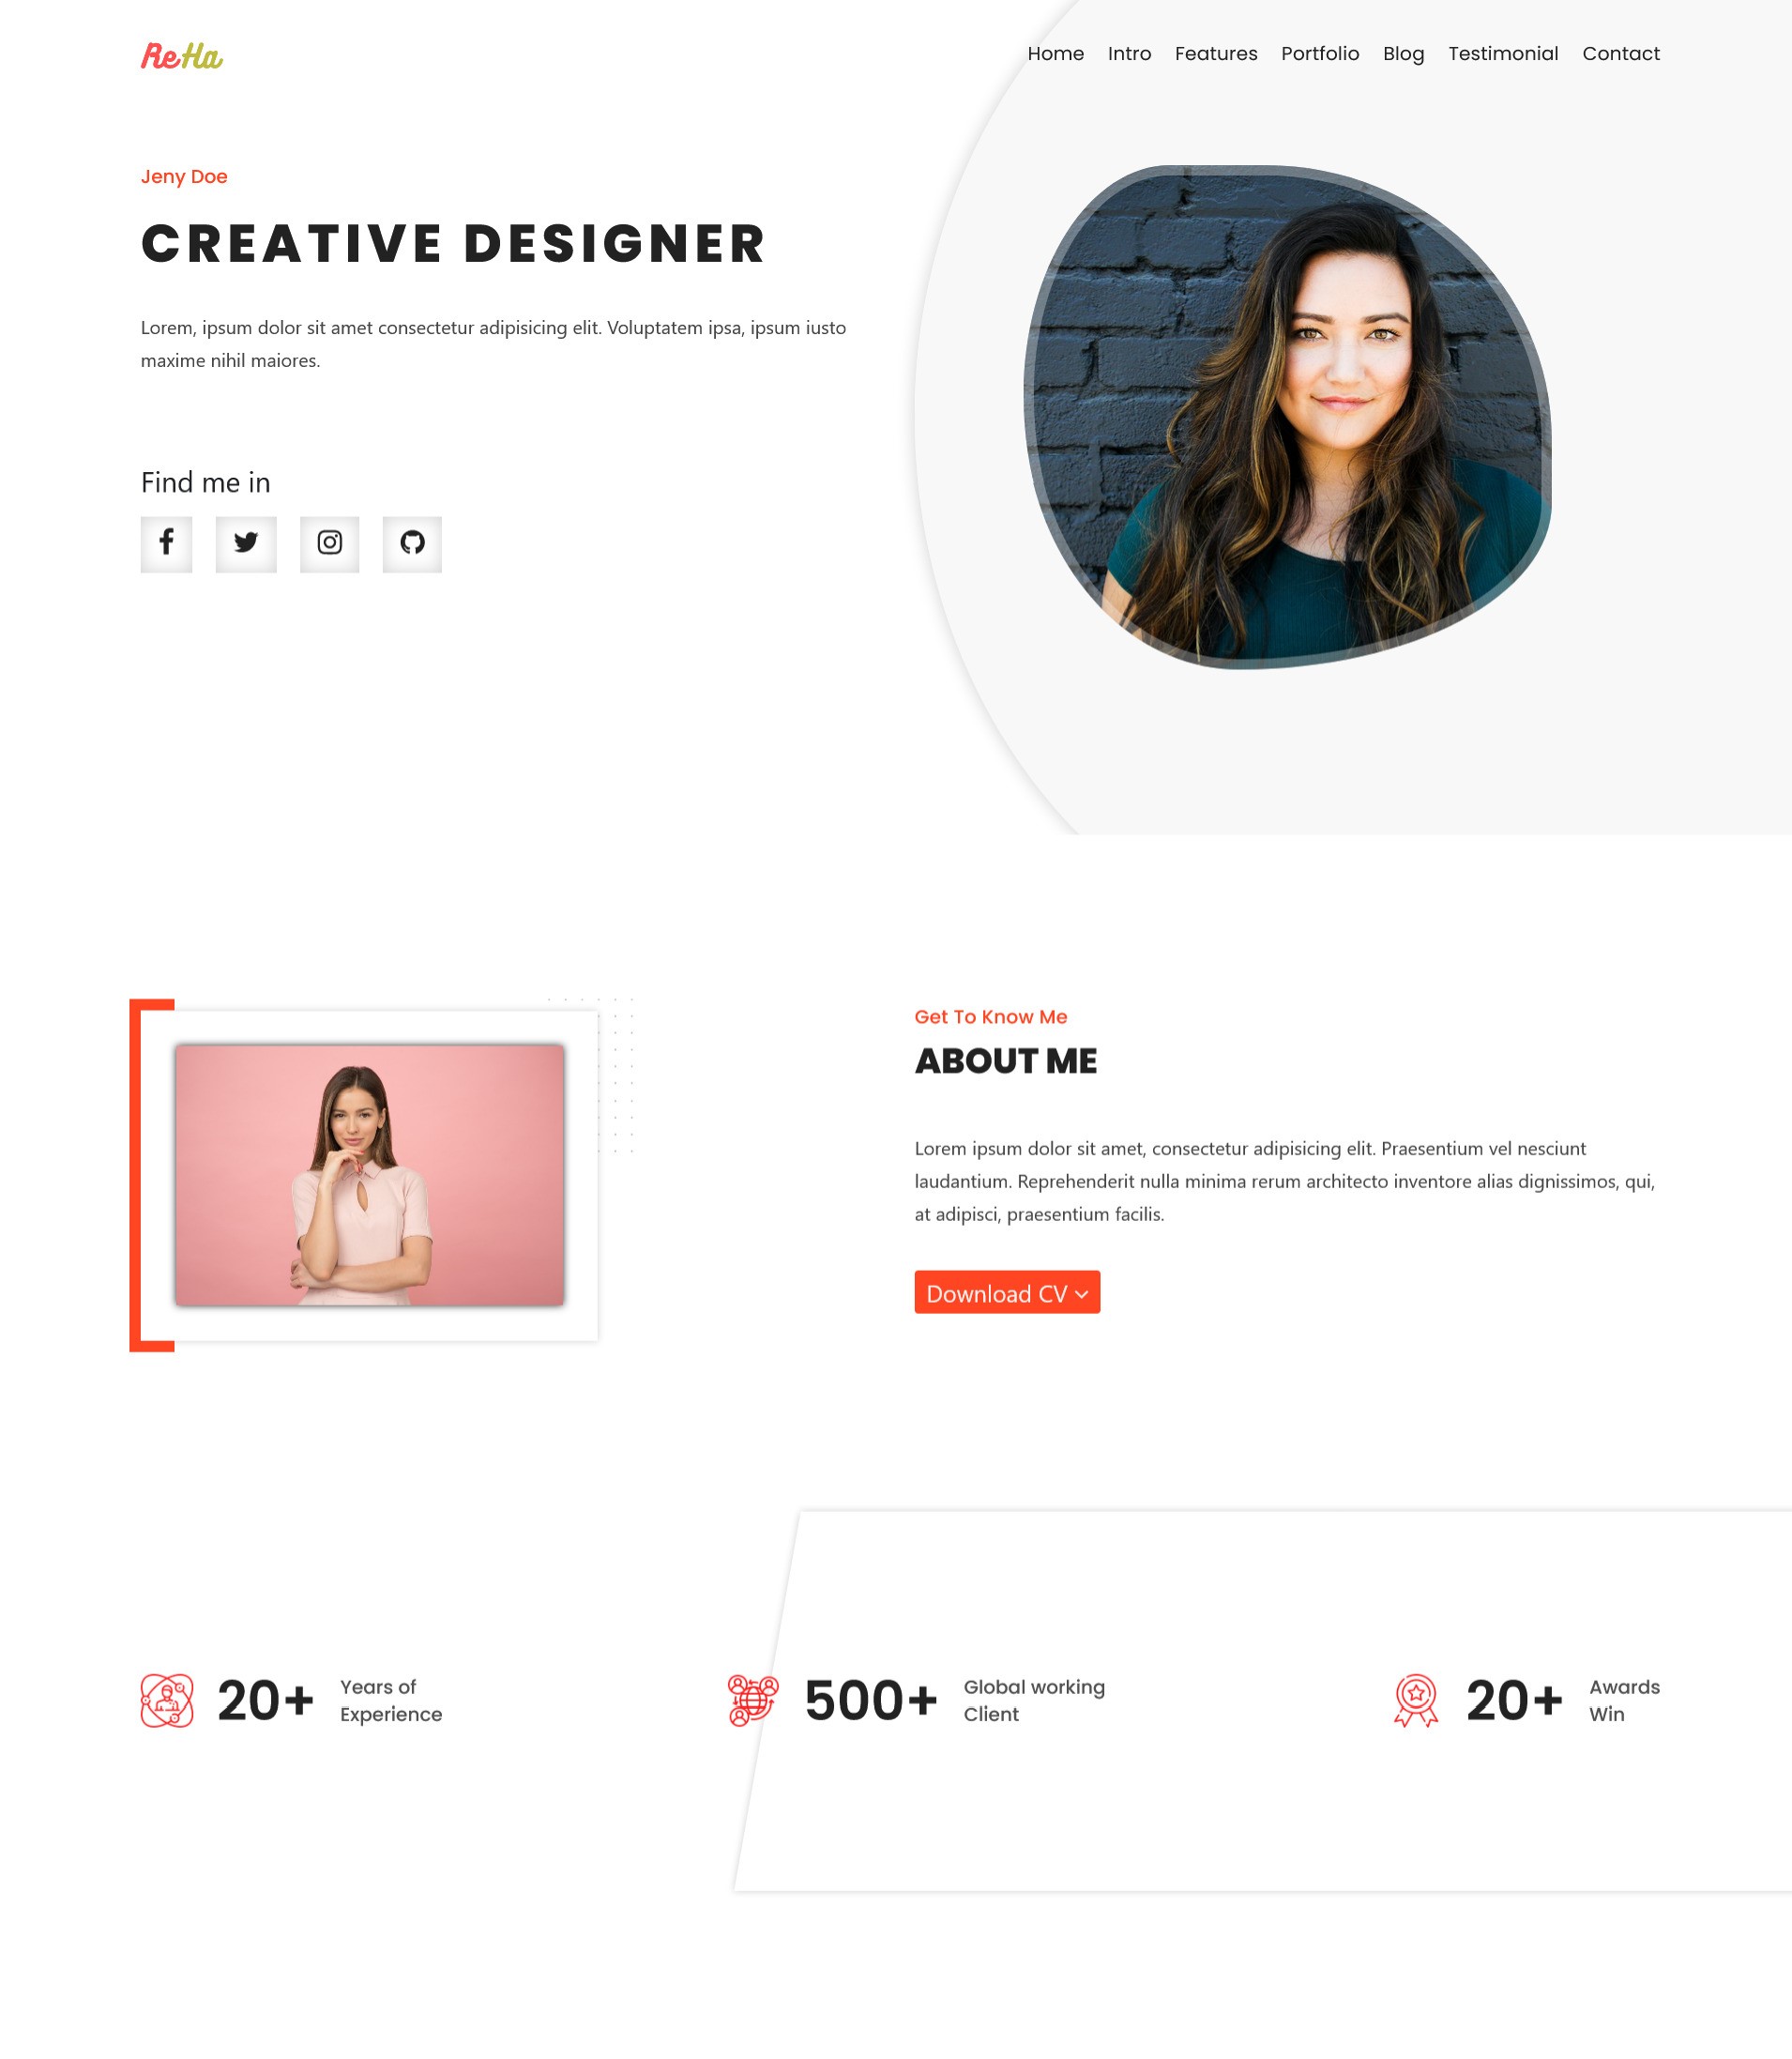 ReHa
Home Intro Features Portfolio Blog Testimonial Contact
Jeny Doe
CREATIVE DESIGNER
Lorem, ipsum dolor sit amet consectetur adipisicing elit. Voluptatem ipsa, ipsum iusto
maxime nihil maiores.
Find me in
Get To Know Me
ABOUT ME
Lorem ipsum dolor sit amet, consectetur adipisicing elit. Praesentium vel nesciunt
laudantium. Reprehenderit nulla minima rerum architecto inventore alias dignissimos, qui,
at adipisci, praesentium facilis.
Download CV
20+
Years of
Experience
500+
Global working
Client
20+
Awards
Win